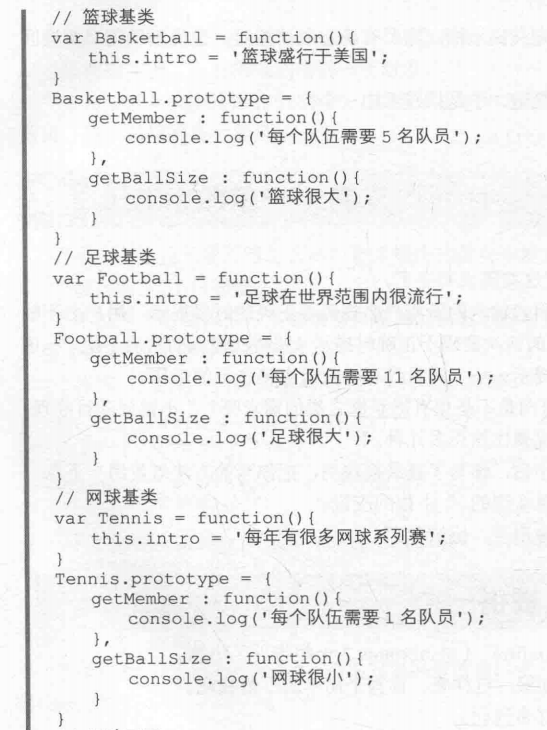 // 篮球基类
var Basketball = function(){
this.intro = '篮球盛行于美国';
}
Basketball.prototype = {
getMember : function(){
console.log('每个队伍需要 5 名队员');
},
getBallSize : function(){
console.log('篮球很大');
}
}
// 足球基类
var Football = function(){
this.intro = '足球在世界范围内很流行';
}
Football.prototype = {
getMember : function(){
console.log('每个队伍需要 11 名队员');
},
getBallSize : function(){
console.log('足球很大');
}
}
// 网球基类
var Tennis = function(){
this.intro = '每年有很多网球系列赛';
}
Tennis.prototype = {
getMember : function(){
console.log('每个队伍需要 1 名队员');
},
getBallSize : function(){
console.log('网球很小');
}
}